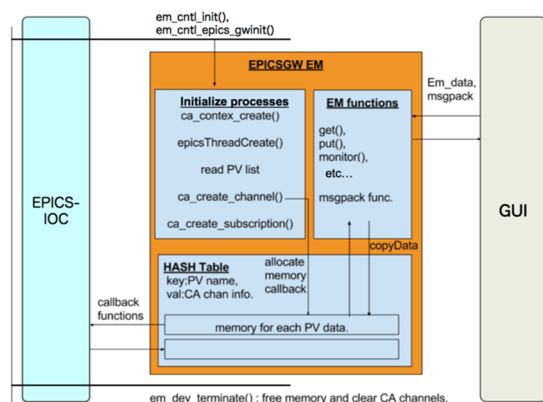 em_cntl_init(),
em_cntl_epics_gwinit()
EPICSGW EM
Initialize processes
ca_contex_create()
epicsThreadCreate()
read PV list
ca_create_channel()
ca_create_subscription()
EM functions
get(),
put(),
monitor(),
etc…
msgpack func.
Em_data,
msgpack
EPICS-
IOC
GUI
copyData
allocate
memory
callback
HASH Table
key:PV name,
val:CA chan info.
callback
functions
memory for each PV data.
em_dev_terminate() : free memory and clear CA channels.